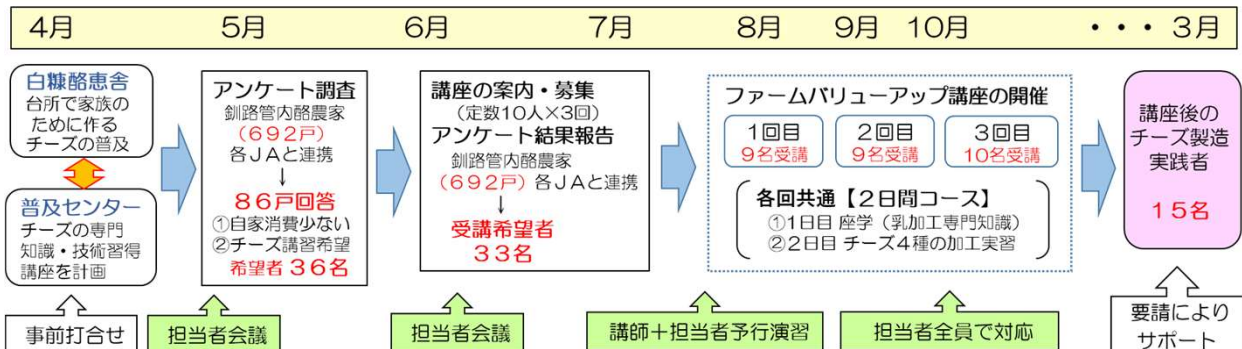 4月 5月 6月 7月 8月 9月 10月 ・・・ 3月
白糠酪恵舎
台所で家族の
ために作る
チーズの普及
普及センター
チーズの専門
知識・技術習得
講座を計画
事前打合せ
アンケート調査
釧路管内酪農家
(692戸)
各JAと連携
↓
86戸回答
①自家消費少ない
②チーズ講習希望
希望者 36名
担当者会議
講座の案内・募集
(定数10人×3回)
アンケート結果報告
釧路管内酪農家
(692戸) 各JAと連携
↓
受講希望者
33名
担当者会議
ファームバリューアップ講座の開催
1回目
9名受講
2回目
9名受講
3回目
10名受講
各回共通【2日間コース】
①1日目 座学(乳加工専門知識)
②2日目 チーズ4種の加工実習
講師+担当者予行演習
担当者全員で対応
講座後の
チーズ製造
実践者
15名
要請により
サポート